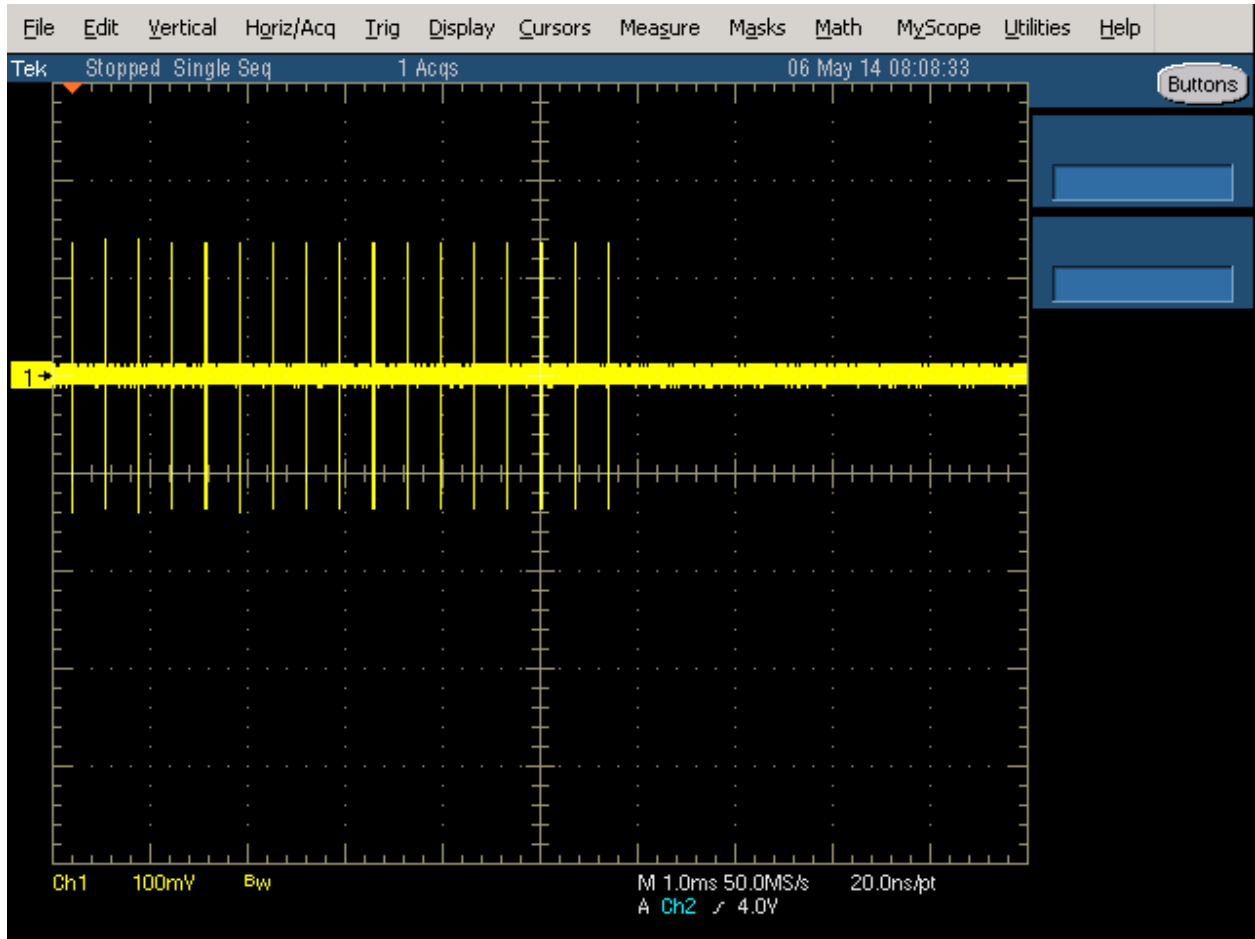 File Edit Vertical Horiz/Acq Trig Display Cursors Measure Masks Math MyScope Utilities Help
Tek Stopped Single Seq 1 Acqs 06 May 14 08:08:33
Buttons
1
Ch1 100mV Bw M 1.0ms 50.0MS/s 20.0ns/pt
A Ch2 4.0V